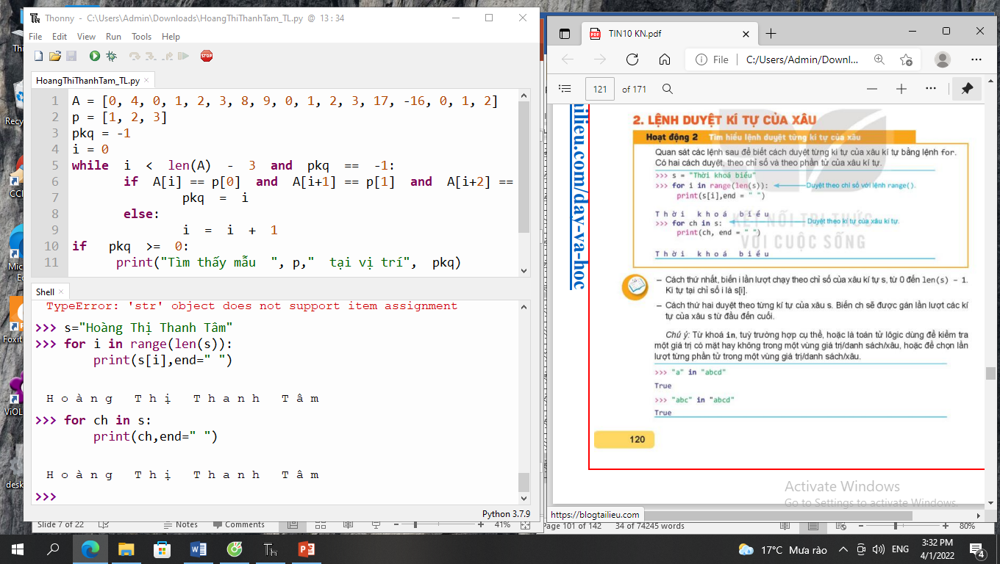 Thonny - C:\Users\Admin\Downloads\HoangThiThanhTam_TL.py @ 13:34
File Edit View Run Tools Help
HoangThiThanhTam_TL.py
1 A = [0, 4, 0, 1, 2, 3, 8, 9, 0, 1, 2, 3, 17, -16, 0, 1, 2]
2 p = [1, 2, 3]
3 pkq = -1
4 i = 0
5 while i < len(A) - 3 and pkq == -1:
6 if A[i] == p[0] and A[i+1] == p[1] and A[i+2] ==
7 pkq = i
8 else:
9 i = i + 1
10 if pkq >= 0:
11 print("Tìm thấy mẫu ", p," tại vị trí", pkq)
Shell
TypeError: 'str' object does not support item assignment
>>> s="Hoàng Thị Thanh Tâm"
>>> for i in range(len(s)):
print(s[i],end=" ")
H o à n g T h ị T h a n h T â m
>>> for ch in s:
print(ch,end=" ")
H o à n g T h ị T h a n h T â m
>>>
Python 3.7.9
Slide 7 of 22 Notes Comments 41%
TIN10 KN.pdf
File C:/Users/Admin/Downl...
121 of 171
ailieu.com/day-va-hoc
2. LỆNH DUYỆT KÍ TỰ CỦA XÂU
Hoạt động 2 Tìm hiểu lệnh duyệt từng kí tự của xâu
Quan sát các lệnh sau để biết cách duyệt từng kí tự của xâu kí tự bằng lệnh for.
Có hai cách duyệt, theo chỉ số và theo phần tử của xâu kí tự.
>>> s = "Thời khoá biểu"
>>> for i in range(len(s)): Duyệt theo chỉ số với lệnh range().
print(s[i],end = " ")
T h ờ i k h o á b i ể u
>>> for ch in s: Duyệt theo kí tự của xâu kí tự.
print(ch, end = " ")
T h ờ i k h o á b i ể u
KẾT NỐI TRI THỨC
VỚI CUỘC SỐNG
– Cách thứ nhất, biến i lần lượt chạy theo chỉ số của xâu kí tự s, từ 0 đến len(s) – 1.
Kí tự tại chỉ số i là s[i].
– Cách thứ hai duyệt theo từng kí tự của xâu s. Biến ch sẽ được gán lần lượt các kí
tự của xâu s từ đầu đến cuối.
Chú ý: Từ khoá in, tuỳ trường hợp cụ thể, hoặc là toán tử lôgic dùng để kiểm tra
một giá trị có mặt hay không trong một vùng giá trị/danh sách/xâu, hoặc để chọn lần
lượt từng phần tử trong một vùng giá trị/danh sách/xâu.
>>> "a" in "abcd"
True
>>> "abc" in "abcd"
True
120
Activate Windows
Go to Settings to activate Windows.
https://blogtailieu.com
Page 101 of 142 34 of 74245 words 80%
17°C Mưa rào ENG
3:32 PM
4/1/2022
4